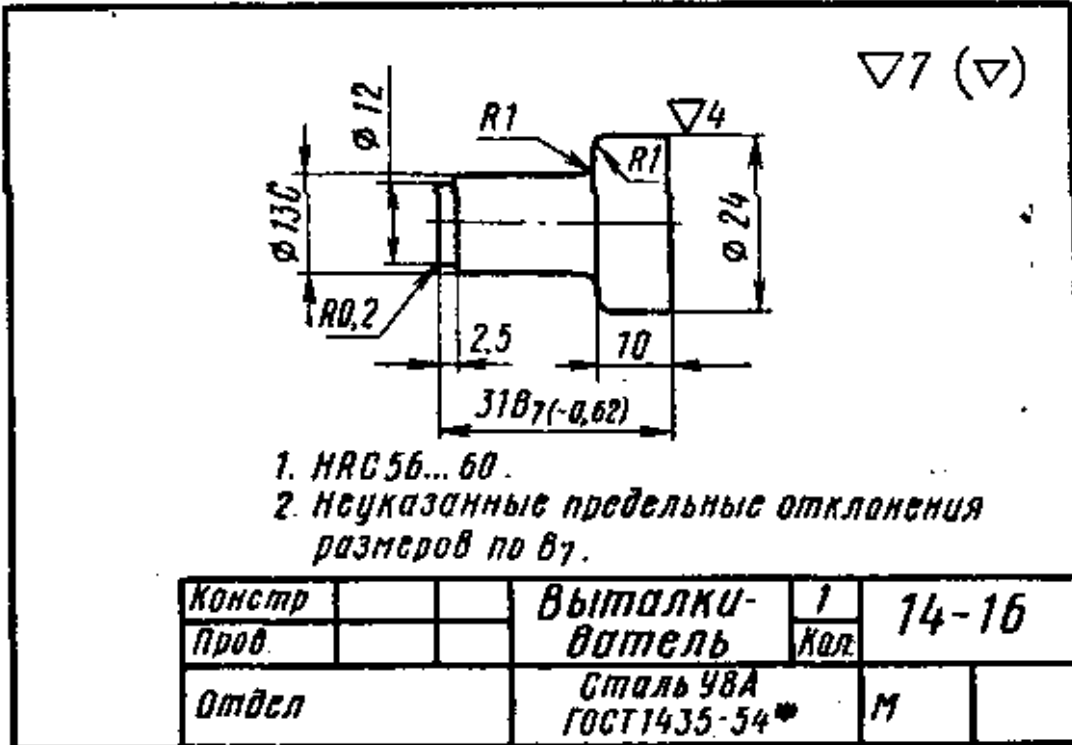 ▽7 (▽)
⌀ 12
R1
▽4
R1
⌀ 13С
⌀ 24
R0,2
2,5
10
31В7(-0,62)
1. HRC 56... 60.
2. Неуказанные предельные отклонения
размеров по В7.
Констр
Пров.
Выталки-
ватель
1
Кол.
14-16
Отдел
Сталь У8А
ГОСТ 1435-54*
М